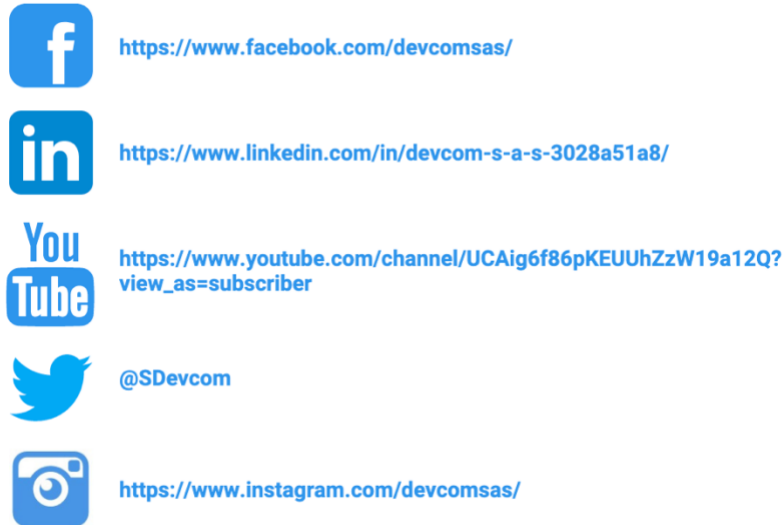 f
https://www.facebook.com/devcomsas/
in
https://www.linkedin.com/in/devcom-s-a-s-3028a51a8/
You
Tube
https://www.youtube.com/channel/UCAig6f86pKEUUhZzW19a12Q?
view_as=subscriber
@SDevcom
https://www.instagram.com/devcomsas/